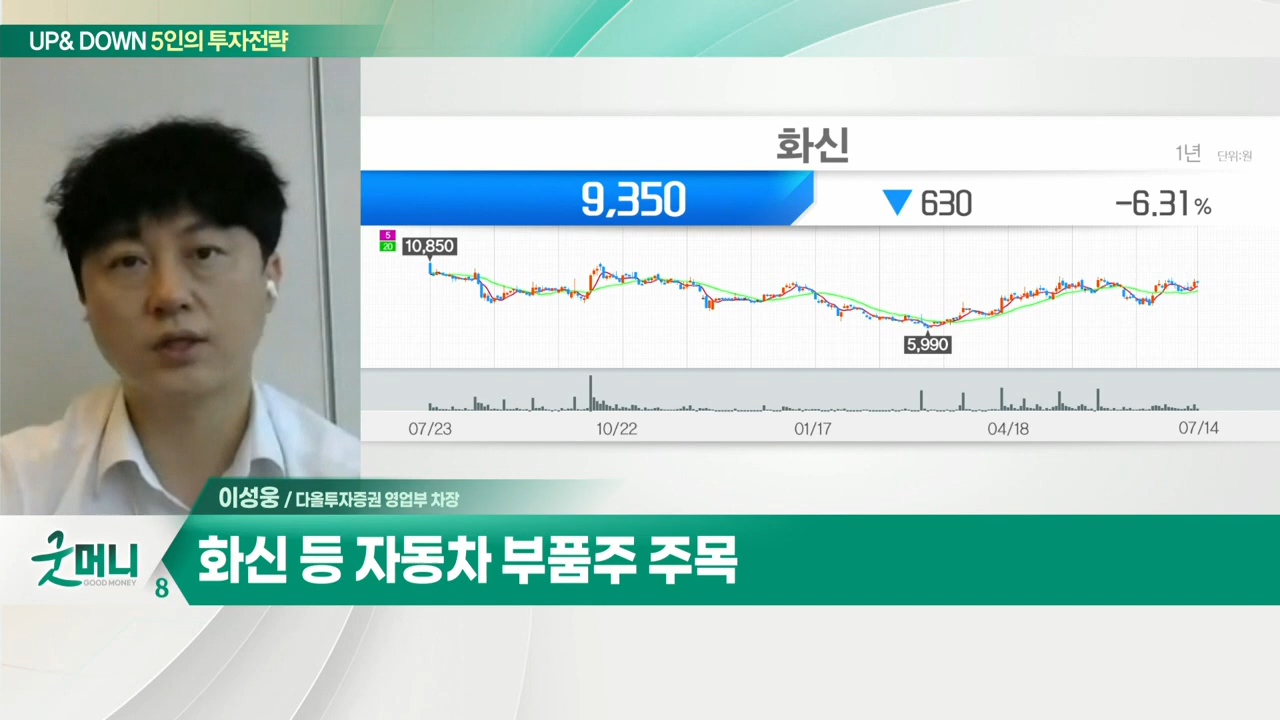 UP& DOWN 5인의 투자전략
화신
1년 단위:원
9,350 ▼ 630 -6.31%
5
20
10,850
5,990
07/23 10/22 01/17 04/18 07/14
이성웅 / 다올투자증권 영업부 차장
굿머니
GOOD MONEY
8
화신 등 자동차 부품주 주목